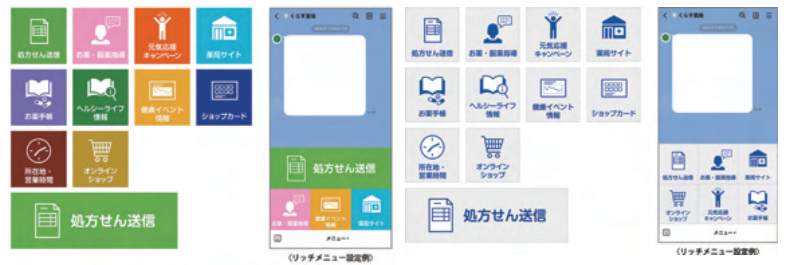 処方せん送信
お薬・服薬指導
元気応援
キャンペーン
薬局サイト
お薬手帳
ヘルシーライフ
情報
健康イベント
情報
ショップカード
所在地・
営業時間
オンライン
ショップ
処方せん送信
くらす薬局
処方せん送信
お薬・服薬指導
健康イベント
情報
薬局サイト
メニュー
(リッチメニュー設定例)
処方せん送信
お薬・服薬指導
元気応援
キャンペーン
薬局サイト
お薬手帳
ヘルシーライフ
情報
健康イベント
情報
ショップカード
所在地・
営業時間
オンライン
ショップ
処方せん送信
くらす薬局
処方せん送信
お薬・服薬指導
薬局サイト
オンライン
ショップ
元気応援
キャンペーン
お薬手帳
メニュー
(リッチメニュー設定例)